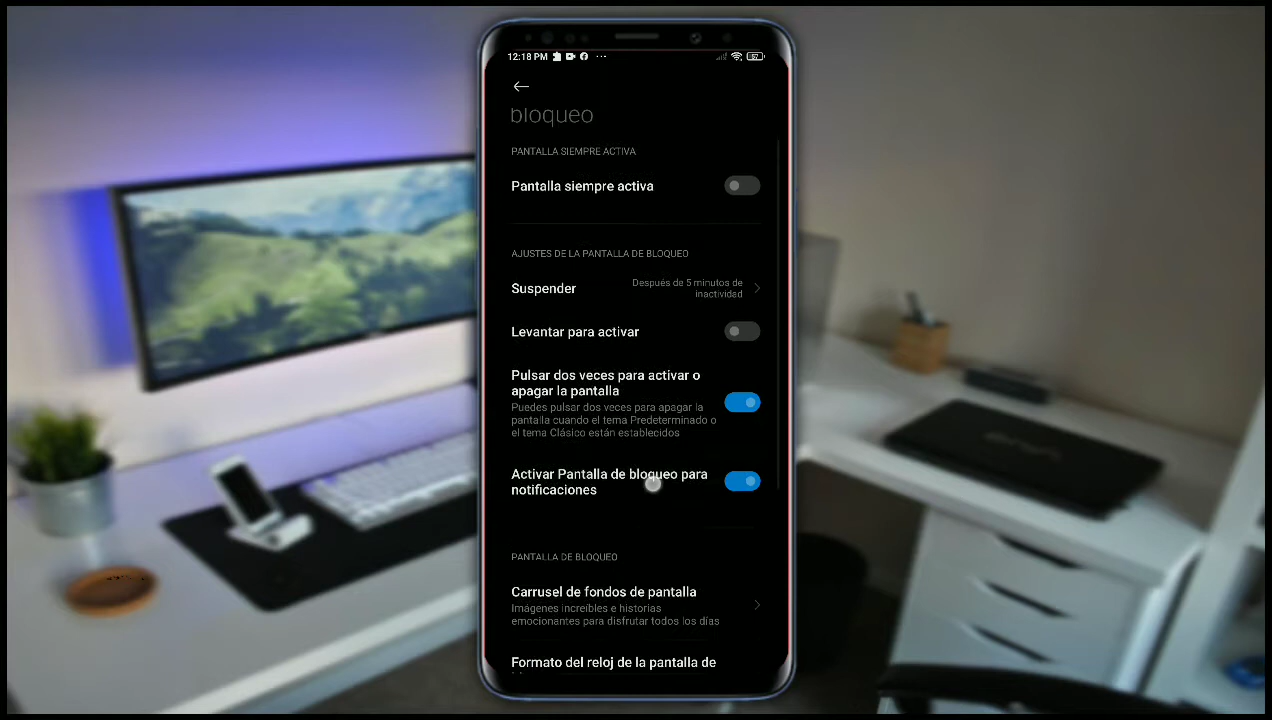 12:18 PM
57
bloqueo
PANTALLA SIEMPRE ACTIVA
Pantalla siempre activa
AJUSTES DE LA PANTALLA DE BLOQUEO
Suspender
Después de 5 minutos de
inactividad
Levantar para activar
Pulsar dos veces para activar o
apagar la pantalla
Puedes pulsar dos veces para apagar la
pantalla cuando el tema Predeterminado o
el tema Clásico están establecidos
Activar Pantalla de bloqueo para
notificaciones
PANTALLA DE BLOQUEO
Carrusel de fondos de pantalla
Imágenes increíbles e historias
emocionantes para disfrutar todos los días
Formato del reloj de la pantalla de